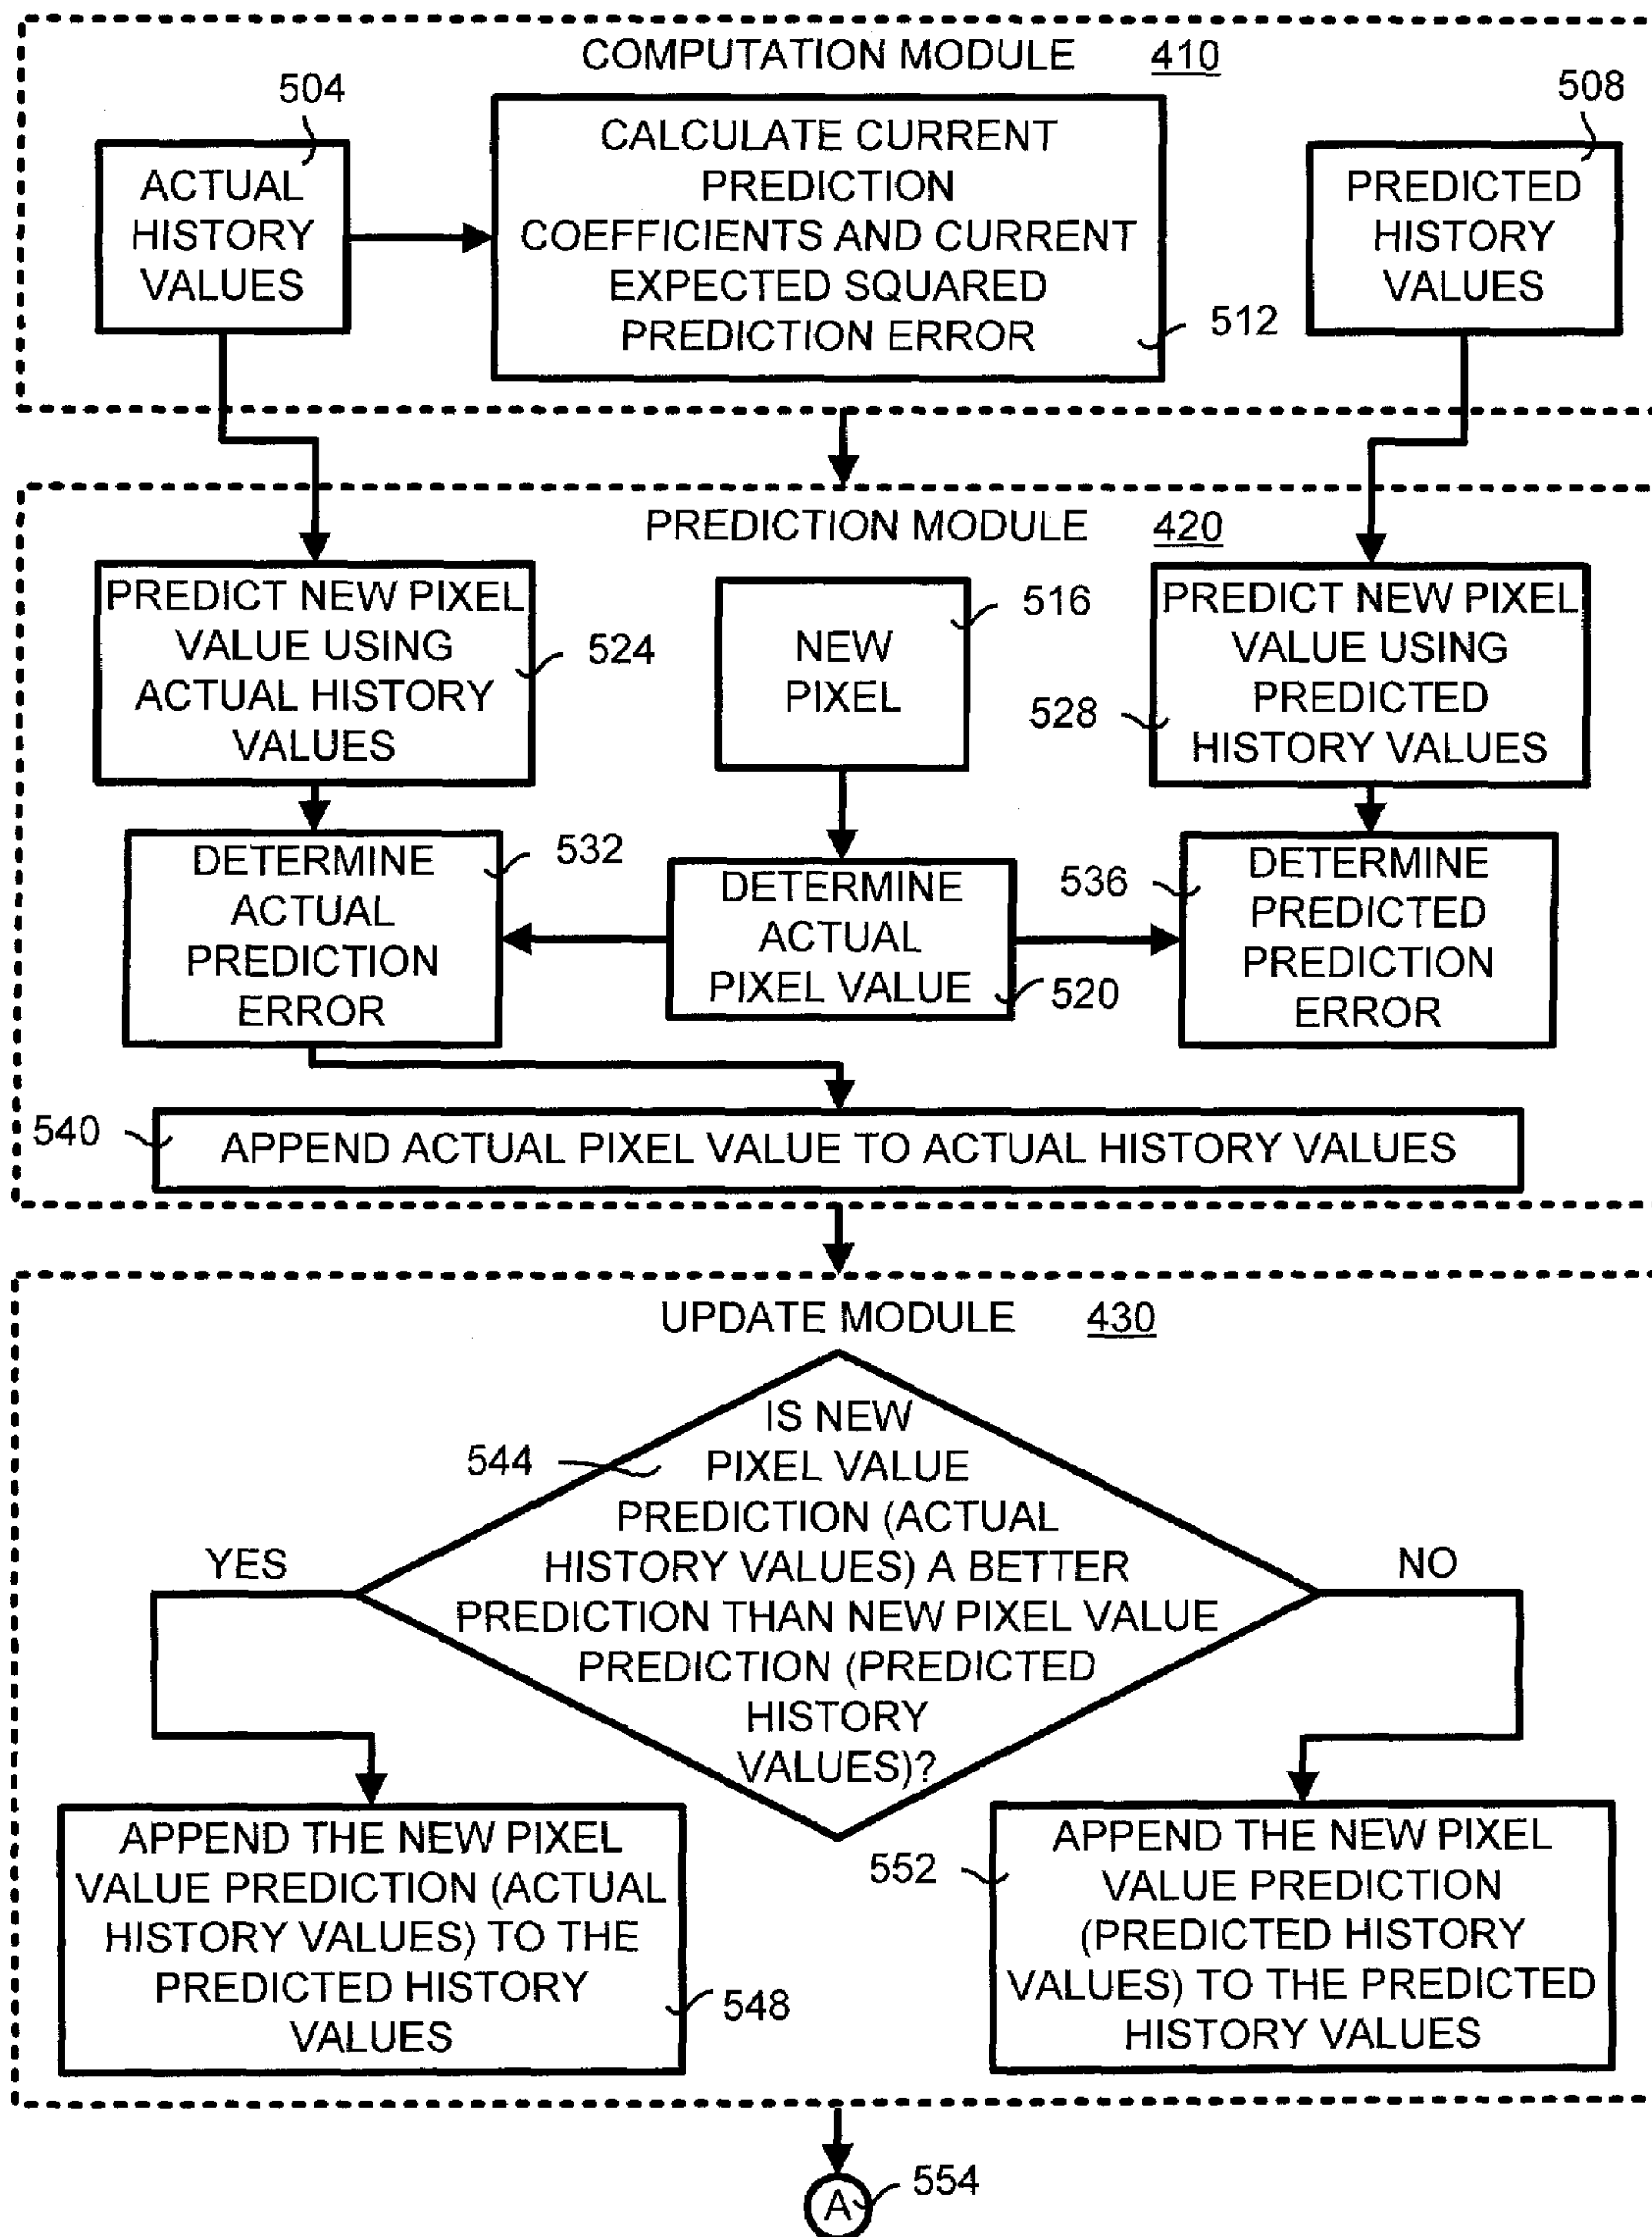 COMPUTATION MODULE 410
504
ACTUAL
HISTORY
VALUES
CALCULATE CURRENT
PREDICTION
COEFFICIENTS AND CURRENT
EXPECTED SQUARED
PREDICTION ERROR
512
508
PREDICTED
HISTORY
VALUES
PREDICTION MODULE 420
PREDICT NEW PIXEL
VALUE USING
ACTUAL HISTORY
VALUES
524
516
NEW
PIXEL
PREDICT NEW PIXEL
VALUE USING
PREDICTED
HISTORY VALUES
528
DETERMINE
ACTUAL
PREDICTION
ERROR
532
DETERMINE
ACTUAL
PIXEL VALUE
520
536
DETERMINE
PREDICTED
PREDICTION
ERROR
540
APPEND ACTUAL PIXEL VALUE TO ACTUAL HISTORY VALUES
UPDATE MODULE 430
544
IS NEW
PIXEL VALUE
PREDICTION (ACTUAL
HISTORY VALUES) A BETTER
PREDICTION THAN NEW PIXEL VALUE
PREDICTION (PREDICTED
HISTORY
VALUES)?
YES
NO
APPEND THE NEW PIXEL
VALUE PREDICTION (ACTUAL
HISTORY VALUES) TO THE
PREDICTED HISTORY
VALUES
548
552
APPEND THE NEW PIXEL
VALUE PREDICTION
(PREDICTED HISTORY
VALUES) TO THE PREDICTED
HISTORY VALUES
A
554